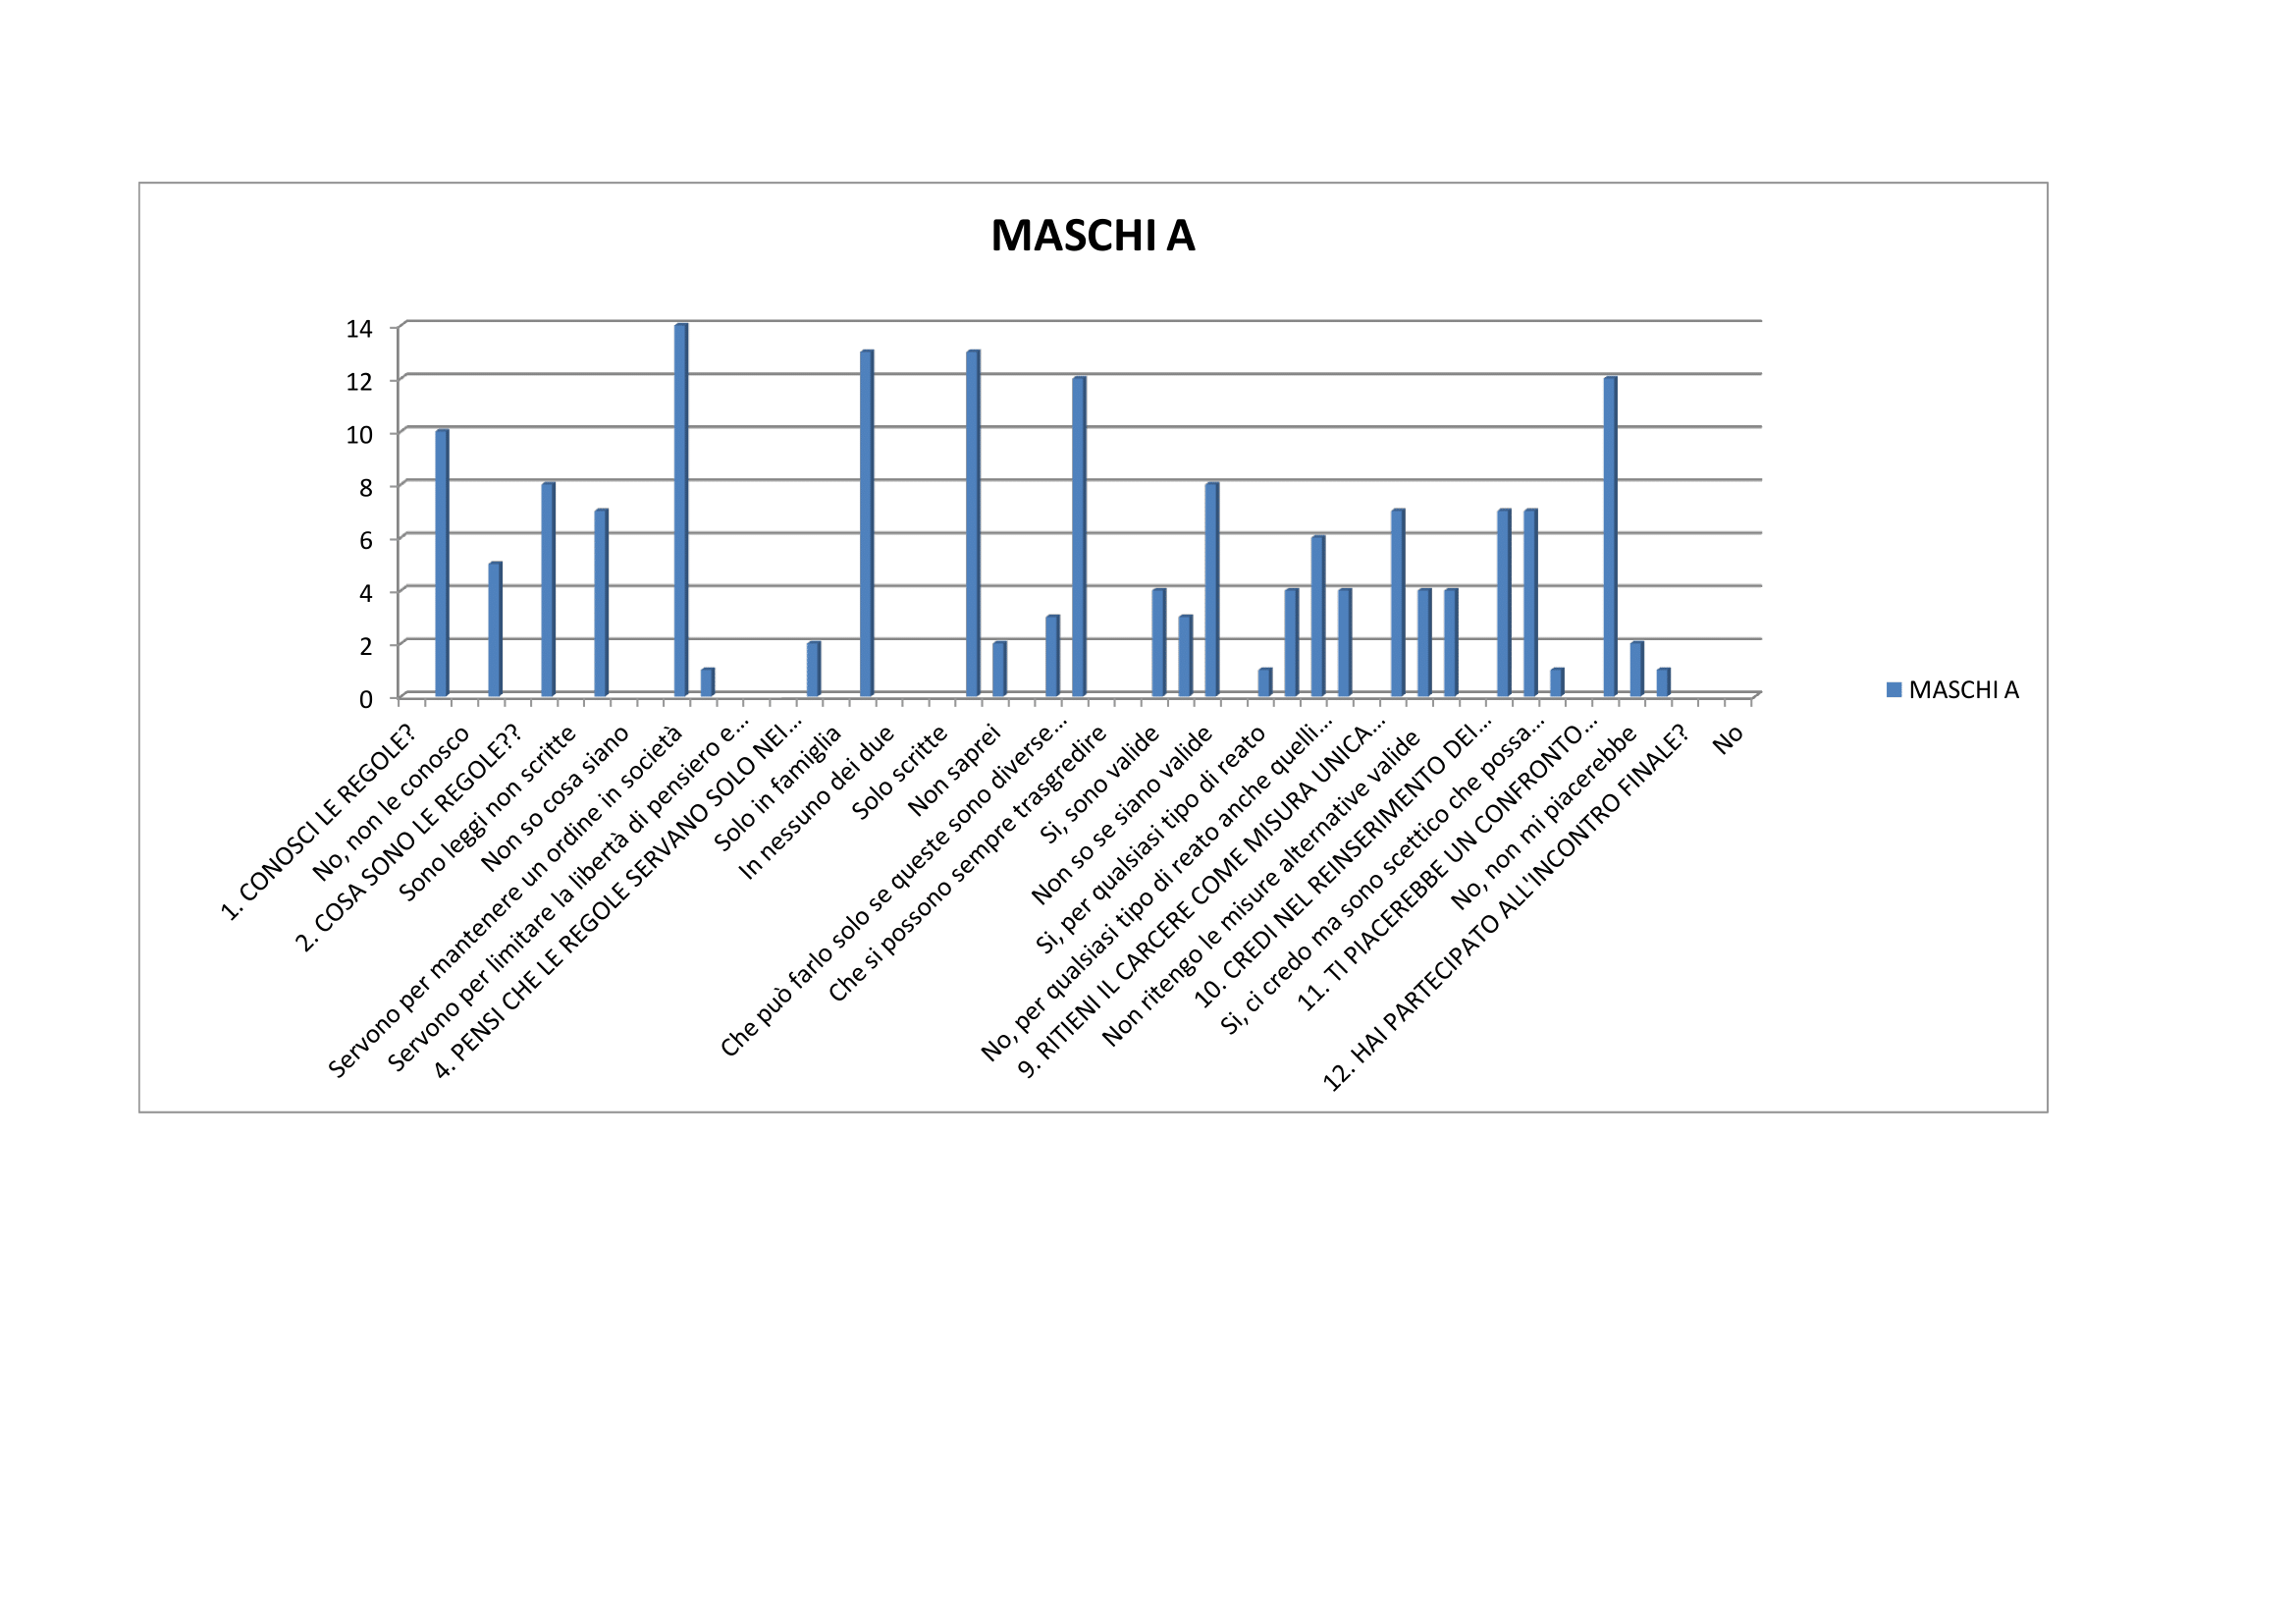 MASCHI A
14
12
10
8
6
4
2
0
MASCHI A
1. CONOSCI LE REGOLE?
No, non le conosco
2. COSA SONO LE REGOLE??
Sono leggi non scritte
Non so cosa siano
Servono per mantenere un ordine in società
Servono per limitare la libertà di pensiero e...
4. PENSI CHE LE REGOLE SERVANO SOLO NEI...
Solo in famiglia
In nessuno dei due
Solo scritte
Non saprei
Che può farlo solo se queste sono diverse...
Che si possono sempre trasgredire
Si, sono valide
Non so se siano valide
Si, per qualsiasi tipo di reato
No, per qualsiasi tipo di reato anche quelli...
9. RITIENI IL CARCERE COME MISURA UNICA...
Non ritengo le misure alternative valide
10. CREDI NEL REINSERIMENTO DEI...
Si, ci credo ma sono scettico che possa...
11. TI PIACEREBBE UN CONFRONTO...
No, non mi piacerebbe
12. HAI PARTECIPATO ALL'INCONTRO FINALE?
No